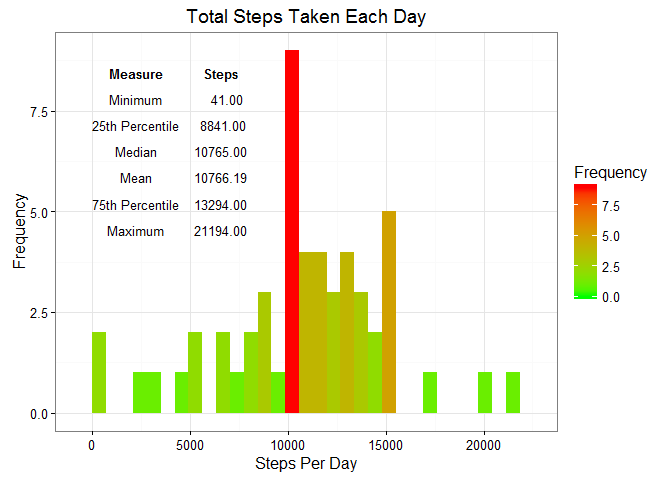 Total Steps Taken Each Day
Measure Steps
Minimum 41.00
25th Percentile 8841.00
Median 10765.00
Mean 10766.19
75th Percentile 13294.00
Maximum 21194.00
Frequency
7.5
5.0
2.5
0.0
0 5000 10000 15000 20000
Steps Per Day
Frequency
7.5
5.0
2.5
0.0